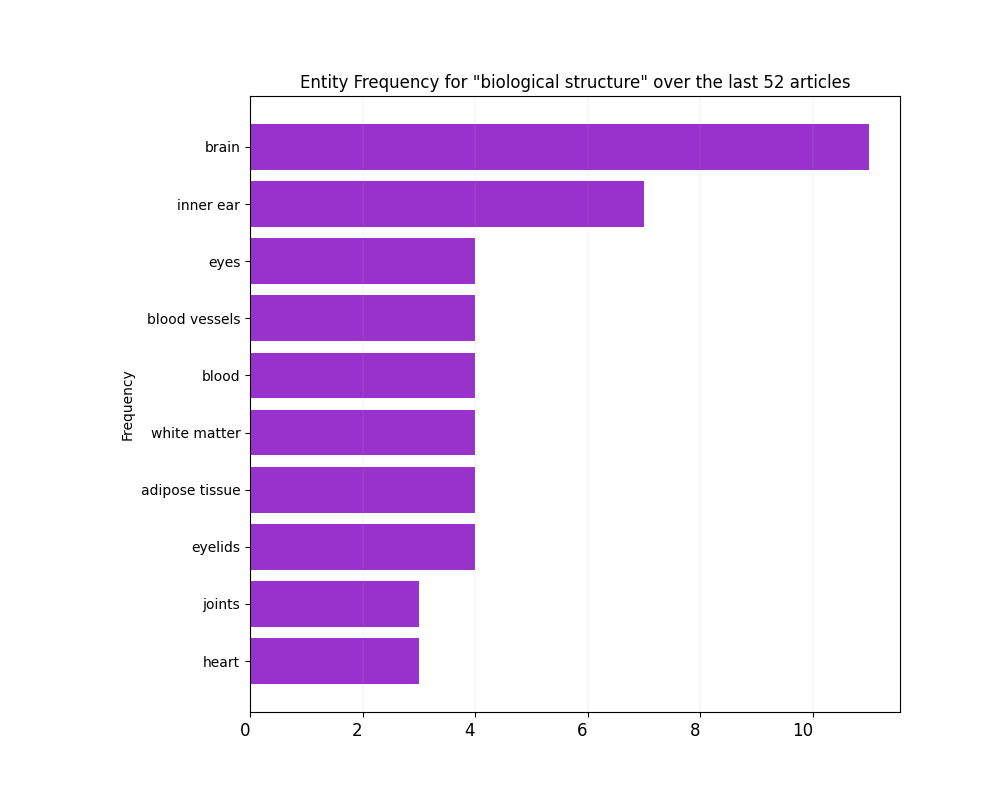 Entity Frequency for "biological structure" over the last 52 articles
brain
inner ear
eyes
blood vessels
blood
white matter
adipose tissue
eyelids
joints
heart
Frequency
0 2 4 6 8 10